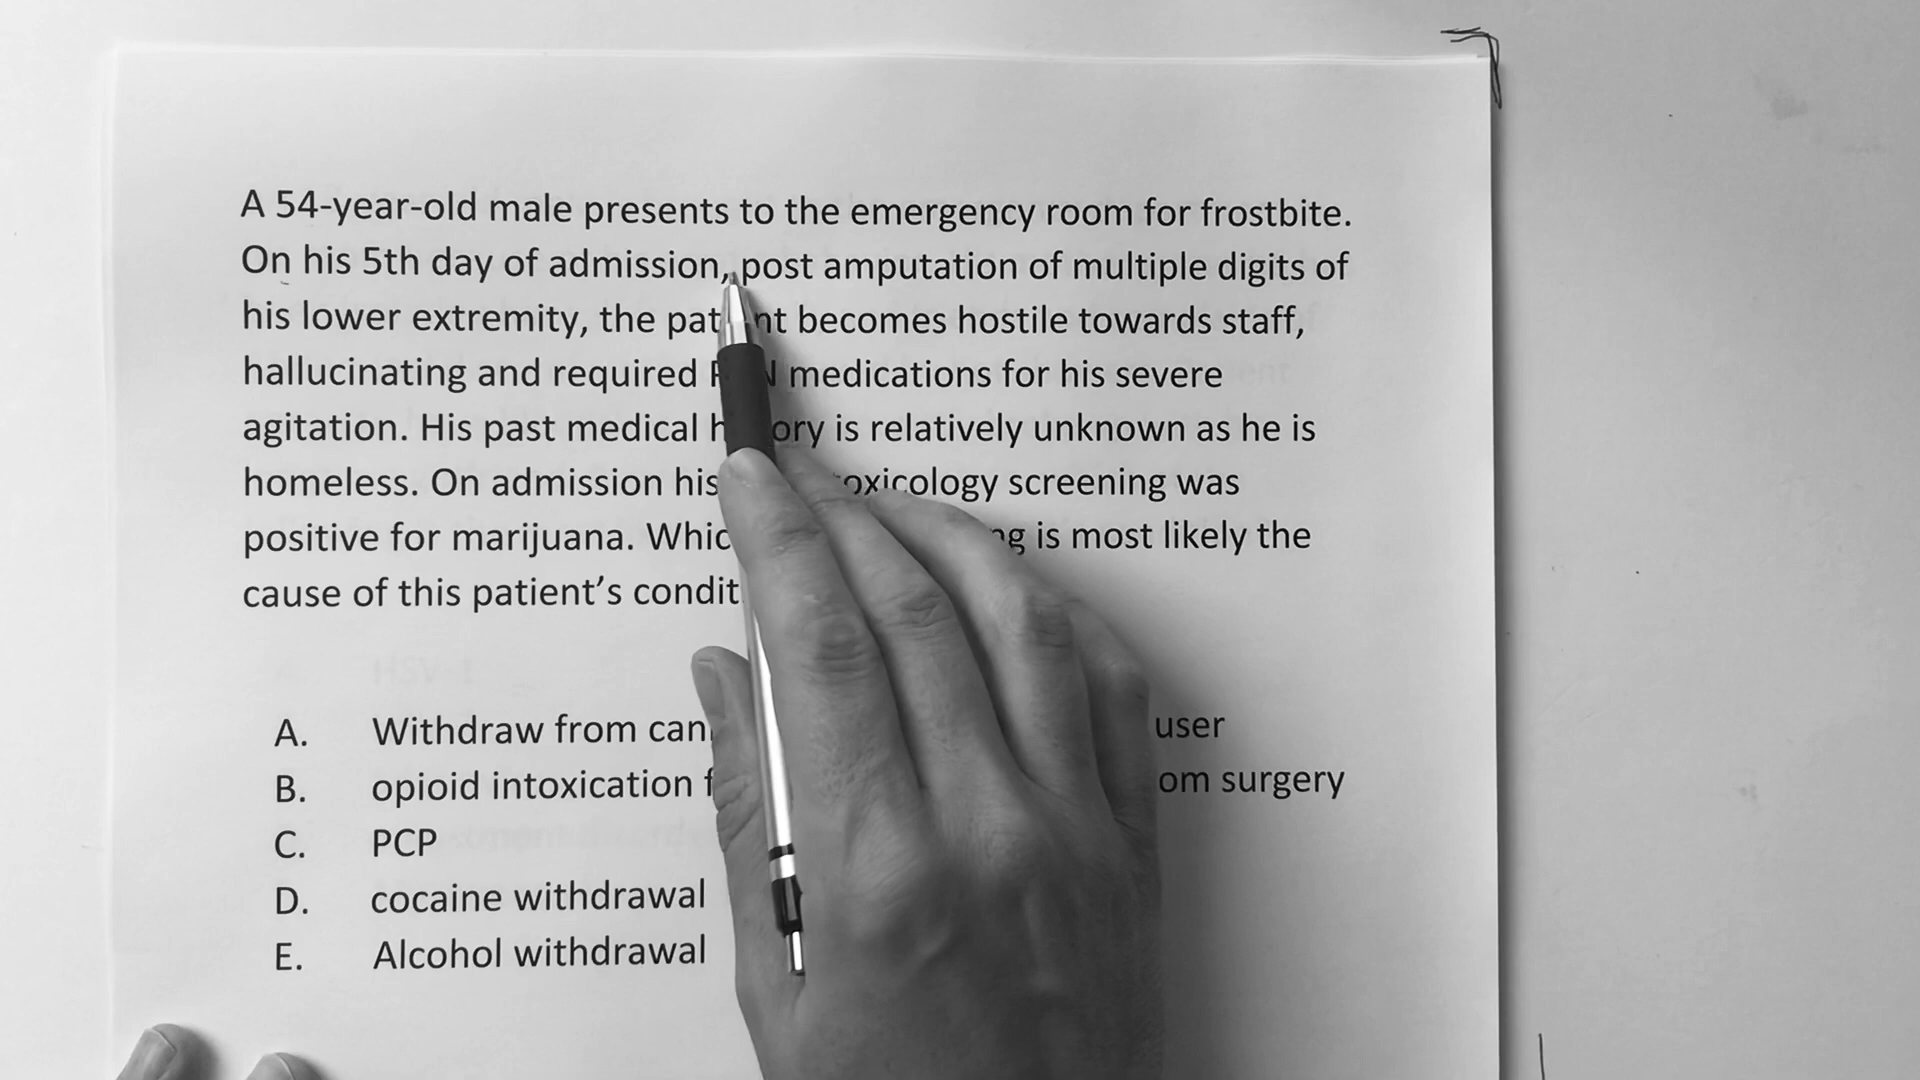 A 54-year-old male presents to the emergency room for frostbite.
On his 5th day of admission, post amputation of multiple digits of
his lower extremity, the becomes hostile towards staff,
hallucinating and required medications for his severe
agitation. His past medical is relatively unknown as he is
homeless. On admission his toxicology screening was
positive for marijuana. is most likely the
cause of this patient’s
A. Withdraw from user
B. opioid intoxication surgery
C. PCP
D. cocaine withdrawal
E. Alcohol withdrawal